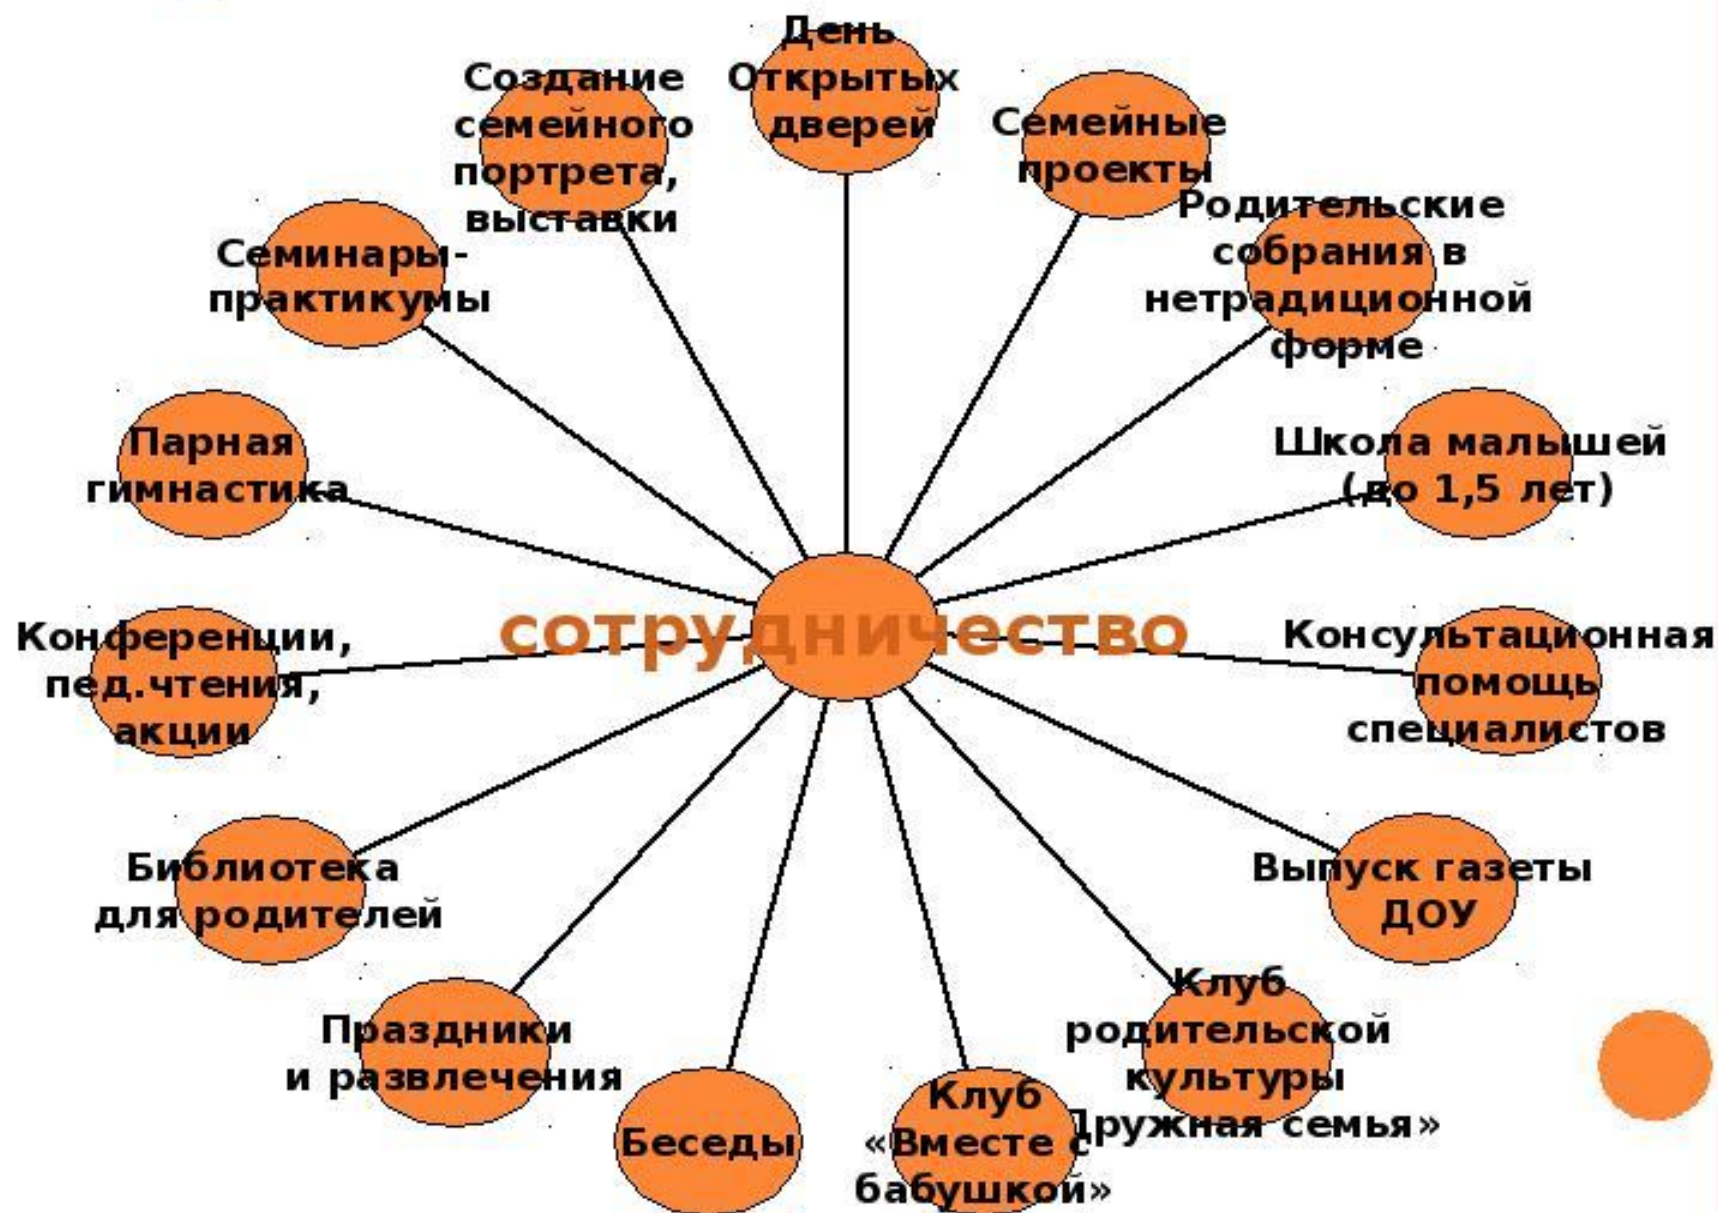 День
Открытых
дверей
Создание
семейного
портрета,
выставки
Семейные
проекты
Родительские
собрания в
нетрадиционной
форме
Семинары-
практикумы
Парная
гимнастика
Школа малышей
(до 1,5 лет)
сотрудничество
Конференции,
пед.чтения,
акции
Консультационная
помощь
специалистов
Библиотека
для родителей
Выпуск газеты
ДОУ
Праздники
и развлечения
Клуб
родительской
культуры
Дружная семья»
Беседы
Клуб
«Вместе с
бабушкой»